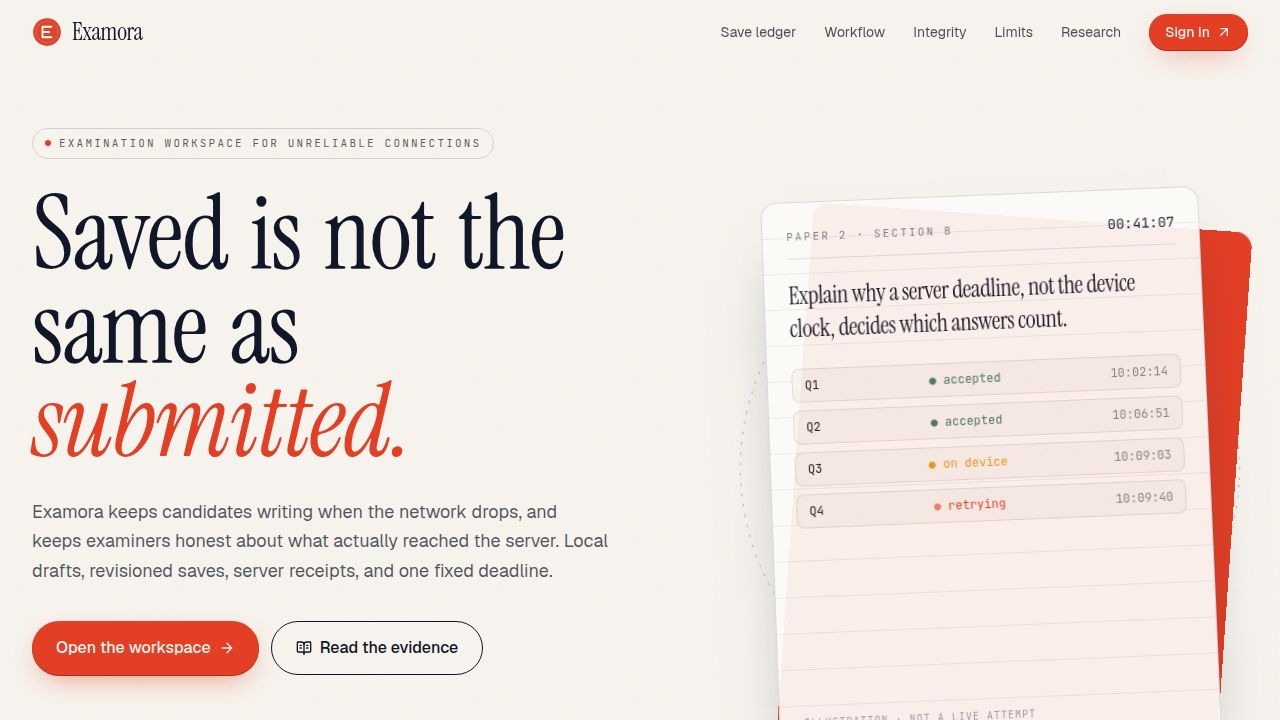 Examora
Save ledger
Workflow
Integrity
Limits
Research
Sign in
EXAMINATION WORKSPACE FOR UNRELIABLE CONNECTIONS
Saved is not the
same as
submitted.
Examora keeps candidates writing when the network drops, and
keeps examiners honest about what actually reached the server. Local
drafts, revisioned saves, server receipts, and one fixed deadline.
Open the workspace
Read the evidence
PAPER 2 · SECTION B
00:41:07
Explain why a server deadline, not the device
clock, decides which answers count.
Q1 accepted 10:02:14
Q2 accepted 10:06:51
Q3 on device 10:09:03
Q4 retrying 10:09:40
ILLUSTRATION · NOT A LIVE ATTEMPT